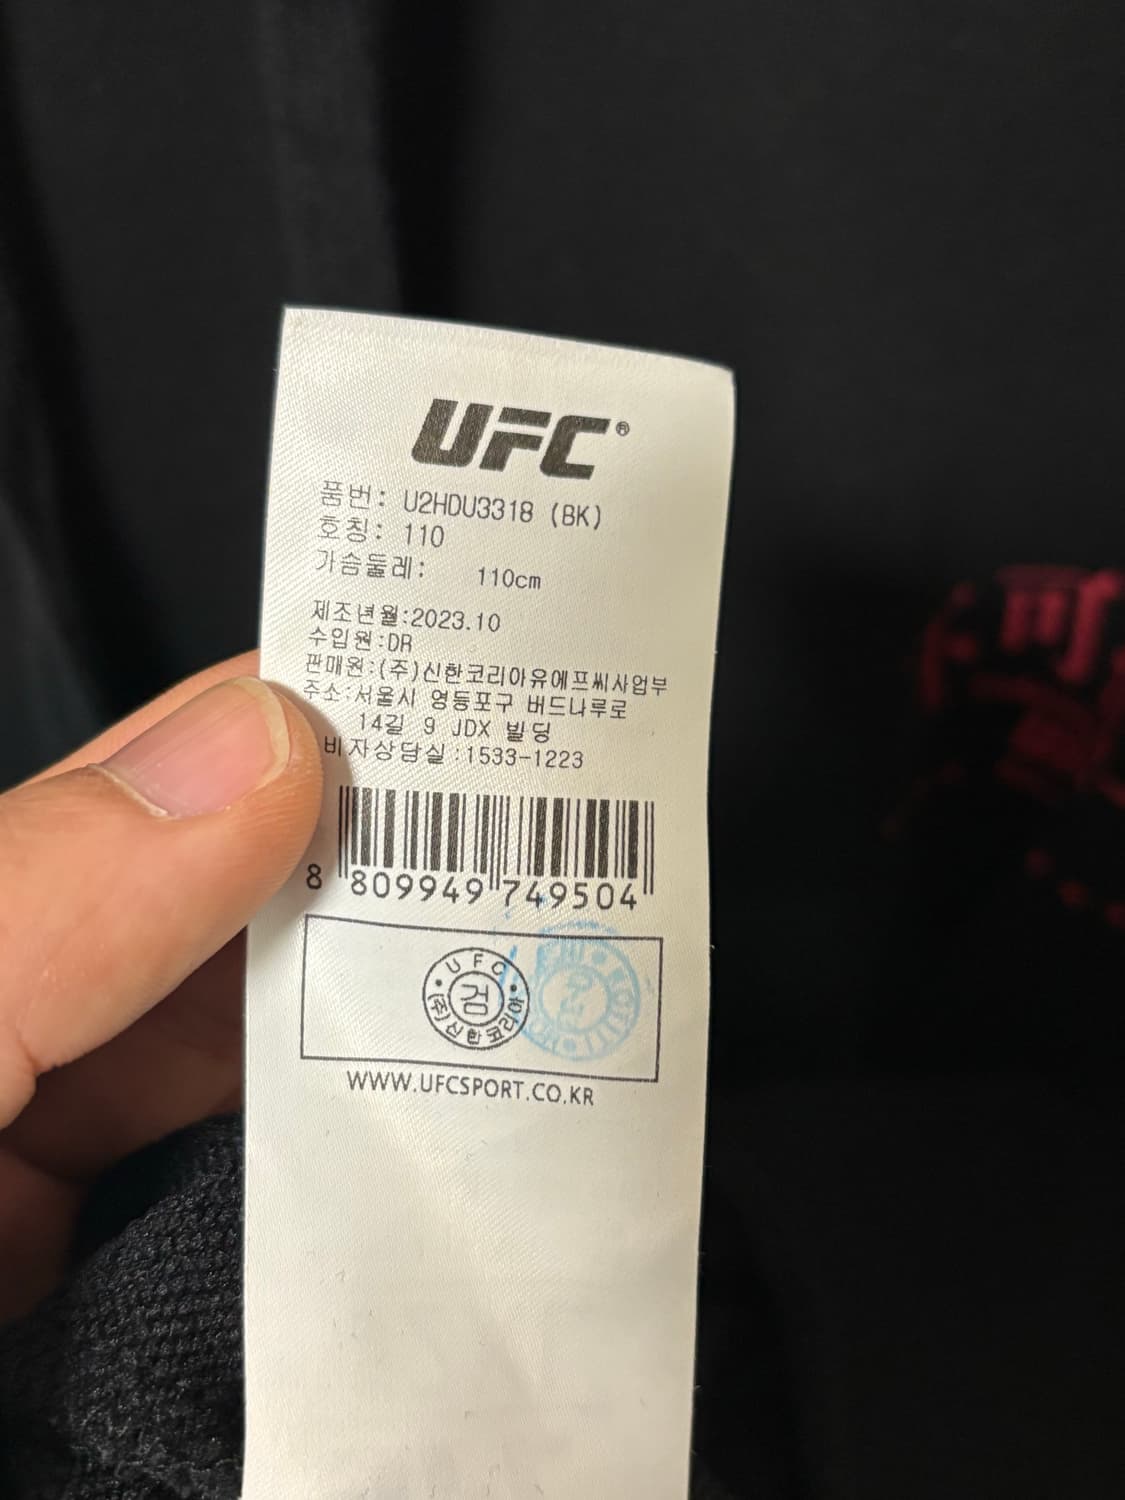 UFC®
품번: U2HDU3318 (BK)
호칭: 110
가슴둘레: 110cm
제조년월:2023.10
수입원:DR
판매원:(주)신한코리아유에프씨사업부
주소:서울시 영등포구 버드나루로
14길 9 JDX 빌딩
비자상담실:1533-1223
8 809949 749504
UFC
검
(주)신한코리아
WWW.UFCSPORT.CO.KR